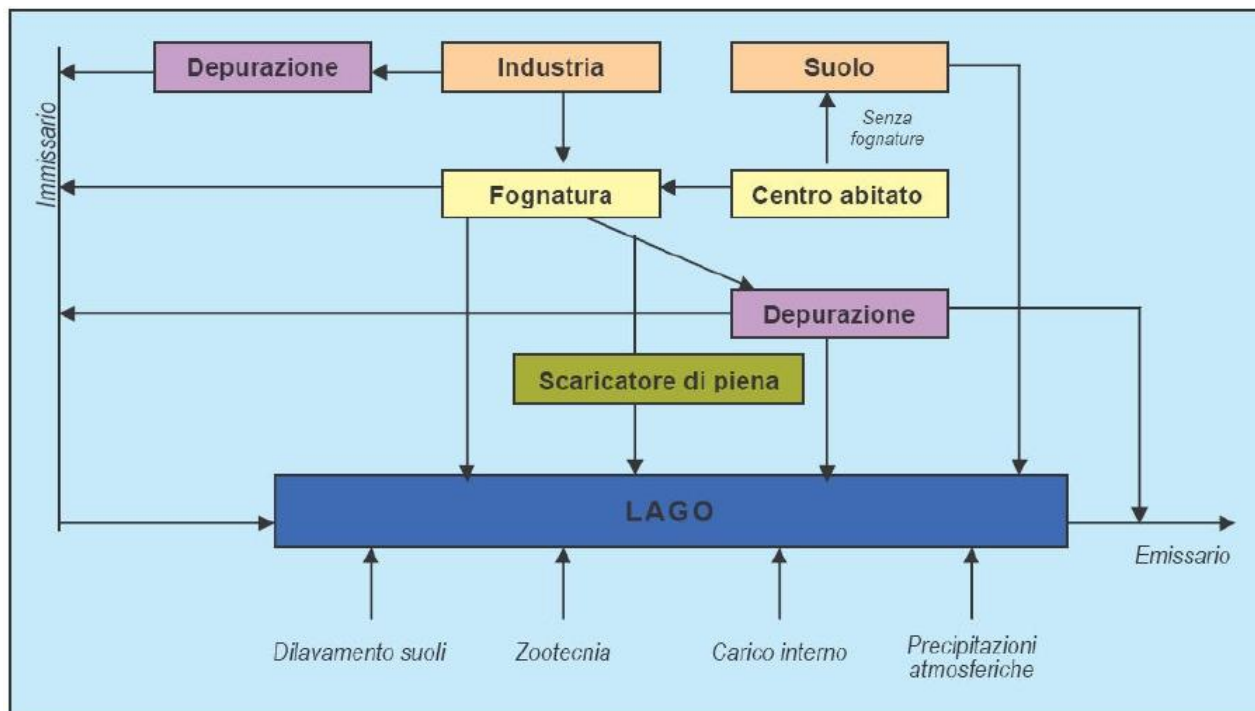 Depurazione
Industria
Suolo
Immissario
Senza
fognature
Fognatura
Centro abitato
Depurazione
Scaricatore di piena
LAGO
Emissario
Dilavamento suoli
Zootecnia
Carico interno
Precipitazioni
atmosferiche